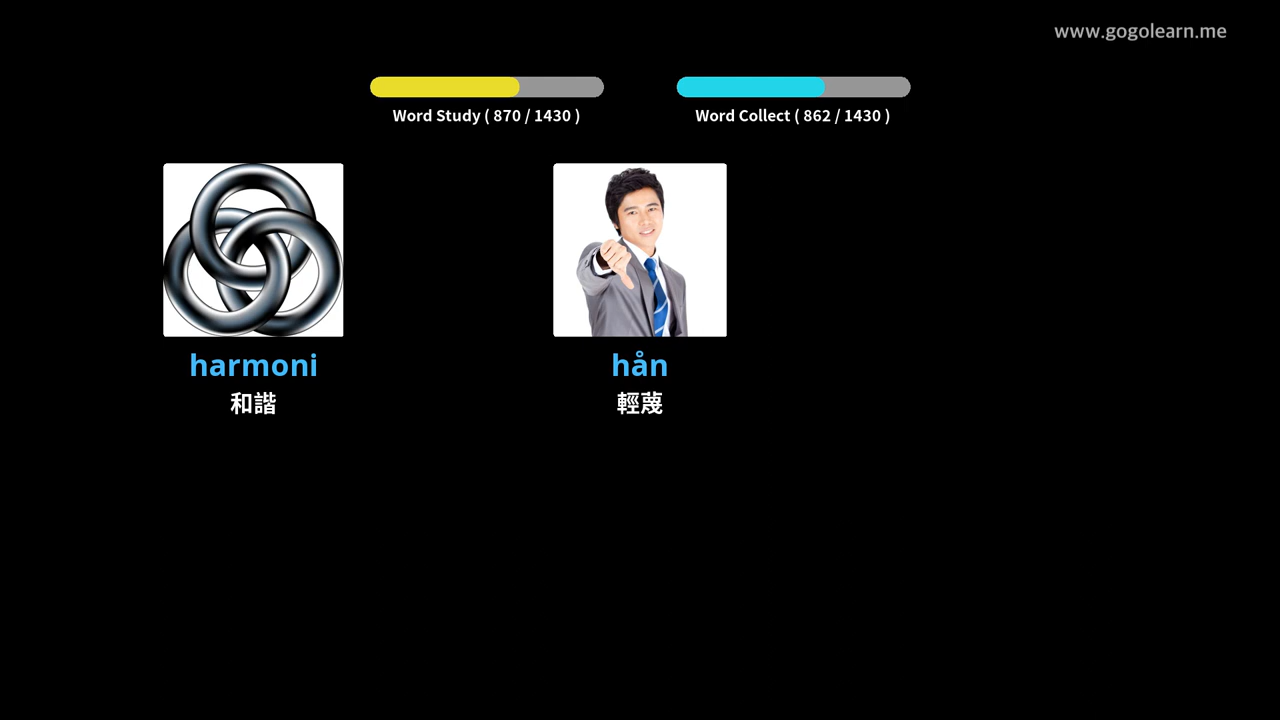 www.gogolearn.me
Word Study ( 870 / 1430 )
Word Collect ( 862 / 1430 )
harmoni
和諧
hån
輕蔑